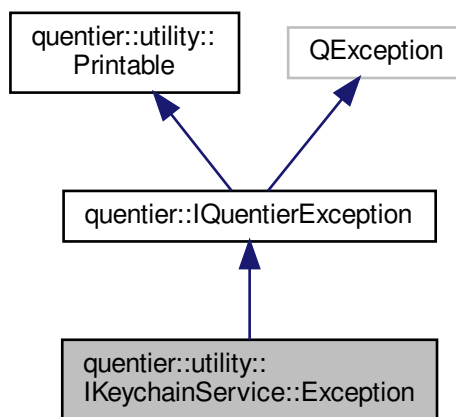 quentier::utility::
Printable
QException
quentier::IQuentierException
quentier::utility::
IKeychainService::Exception